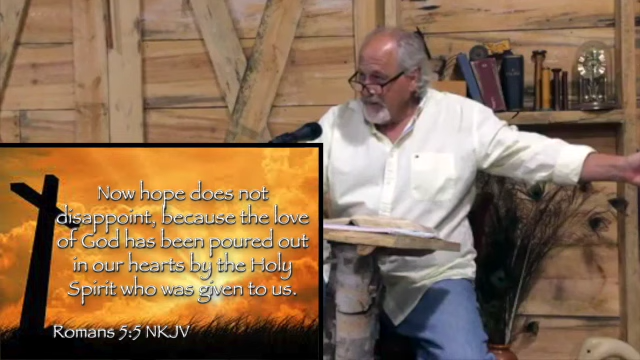 Now hope does not
disappoint, because the love
of God has been poured out
in our hearts by the Holy
Spirit who was given to us.
Romans 5:5 NKJV